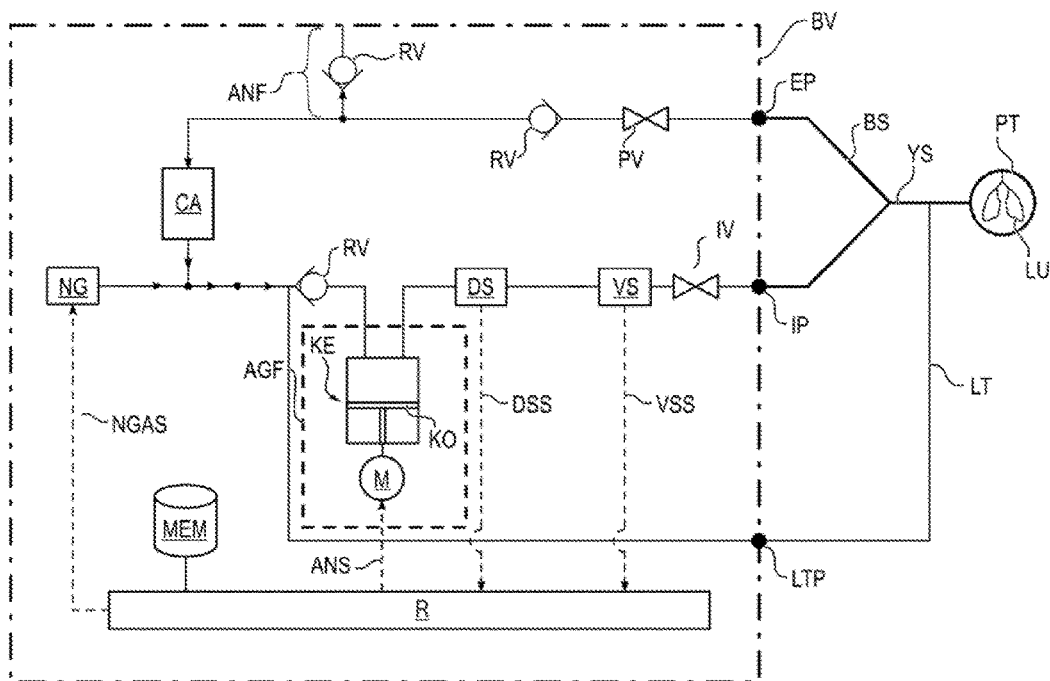 BV
RV
ANF
EP
BS
PT
YS
RV
PV
LU
CA
IV
RV
NG
DS
VS
IP
KE
AGF
LT
NGAS
DSS
VSS
KO
M
MEM
ANS
LTP
R